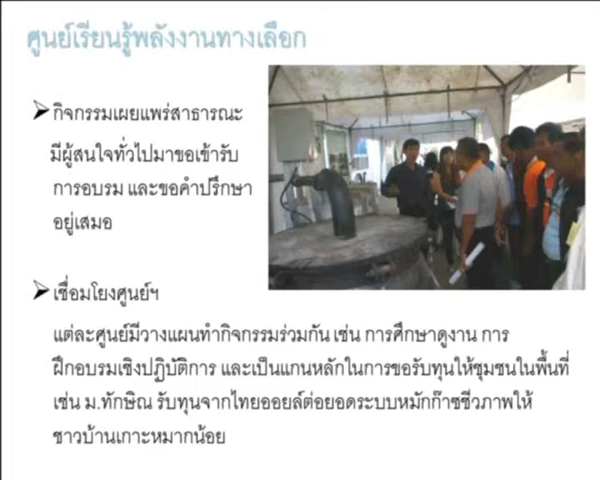 ศูนย์เรียนรู้พลังงานทางเลือก
กิจกรรมเผยแพร่สาธารณะ
มีผู้สนใจทั่วไปมาขอเข้ารับ
การอบรม และขอคำปรึกษา
อยู่เสมอ
เชื่อมโยงศูนย์ฯ
แต่ละศูนย์มีวางแผนทำกิจกรรมร่วมกัน เช่น การศึกษาดูงาน การ
ฝึกอบรมเชิงปฏิบัติการ และเป็นแกนหลักในการขอรับทุนให้ชุมชนในพื้นที่
เช่น ม.ทักษิณ รับทุนจากไทยออยล์ต่อยอดระบบหมักก๊าซชีวภาพให้
ชาวบ้านเกาะหมากน้อย